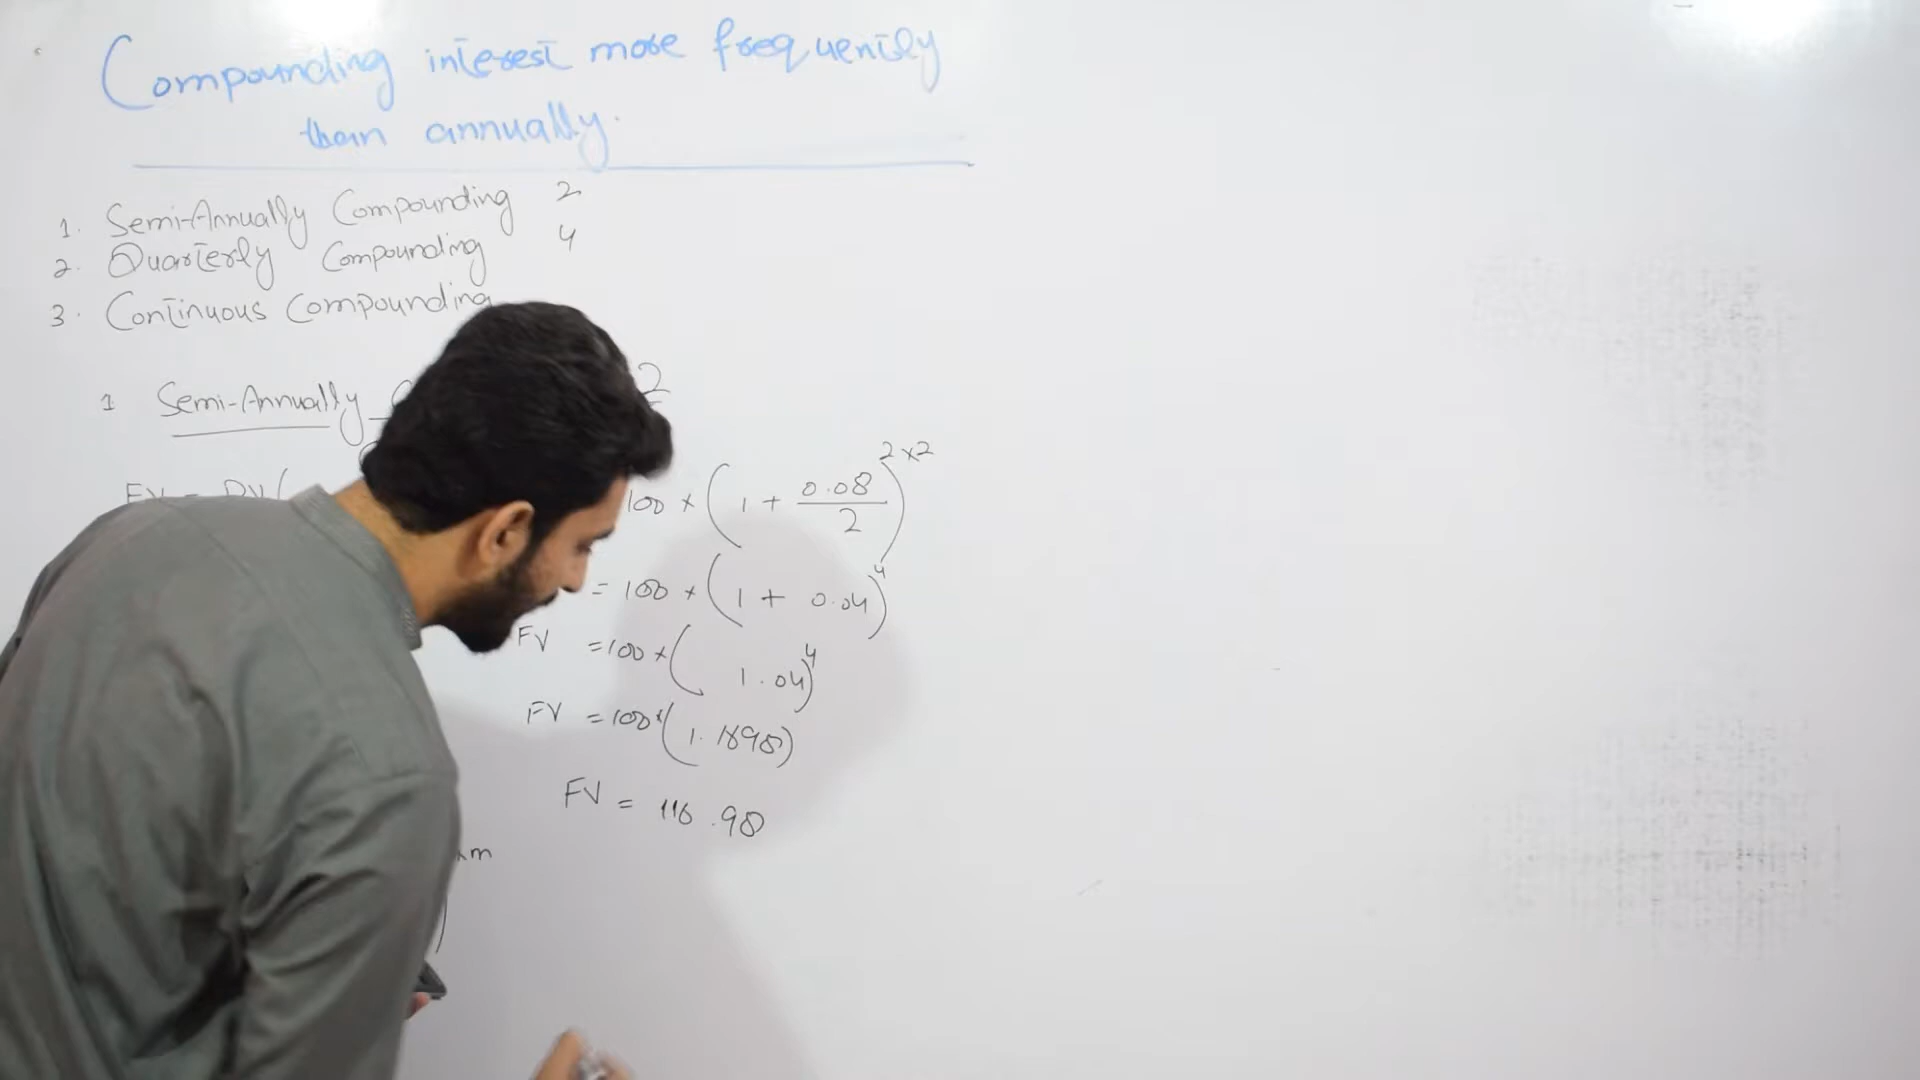 Compounding interest more frequently
than annually.
1. Semi-Annually Compounding 2
2. Quarterly Compounding 4
3. Continuous Compounding
1 Semi-Annually 2
FV = PV(
100 × (1 + 0.08/2)^2×2
= 100 × (1 + 0.04)^4
FV = 100 × (1.04)^4
FV = 100 × (1.1698)
FV = 116.98
×m